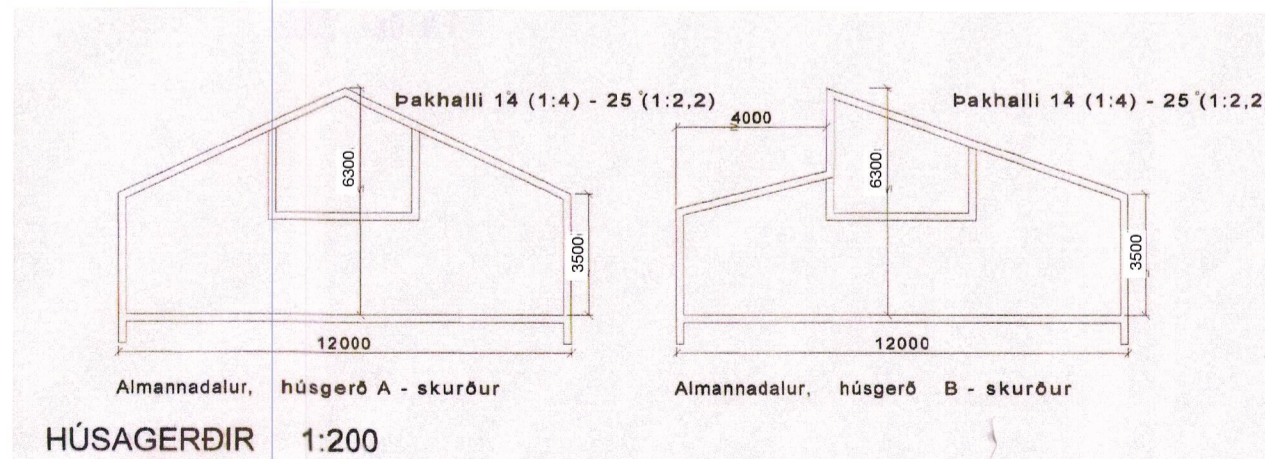 Þakhalli 14° (1:4) - 25° (1:2,2)
6300
3500
12000
Almannadalur, húsgerð A - skurður
Þakhalli 14° (1:4) - 25° (1:2,2
4000
6300
3500
12000
Almannadalur, húsgerð B - skurður
HÚSAGERÐIR 1:200